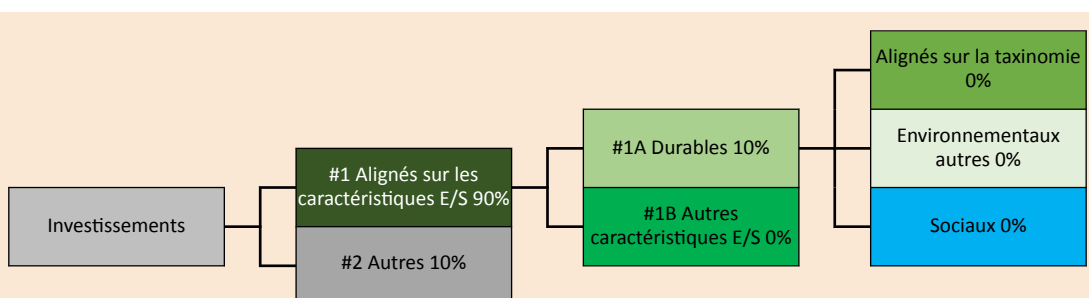 Investissements
#1 Alignés sur les
caractéristiques E/S 90%
#2 Autres 10%
#1A Durables 10%
#1B Autres
caractéristiques E/S 0%
Alignés sur la taxinomie
0%
Environnementaux
autres 0%
Sociaux 0%